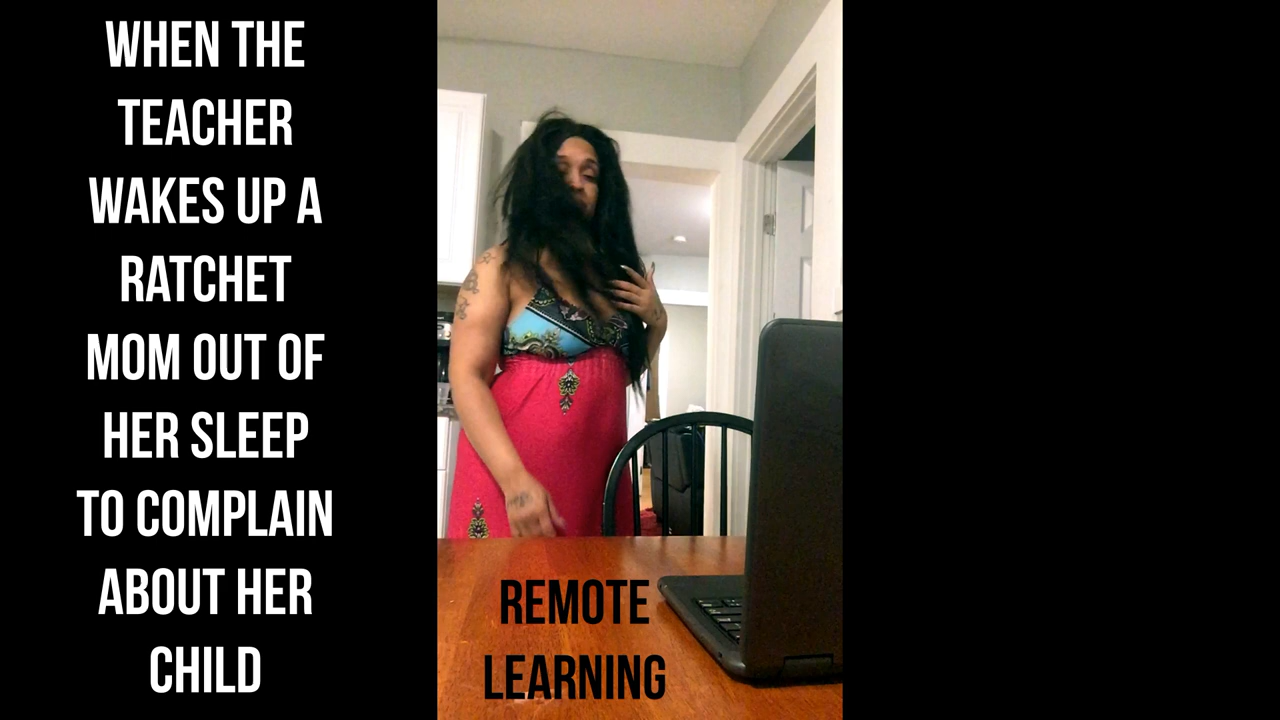 WHEN THE
TEACHER
WAKES UP A
RATCHET
MOM OUT OF
HER SLEEP
TO COMPLAIN
ABOUT HER
CHILD
REMOTE
LEARNING